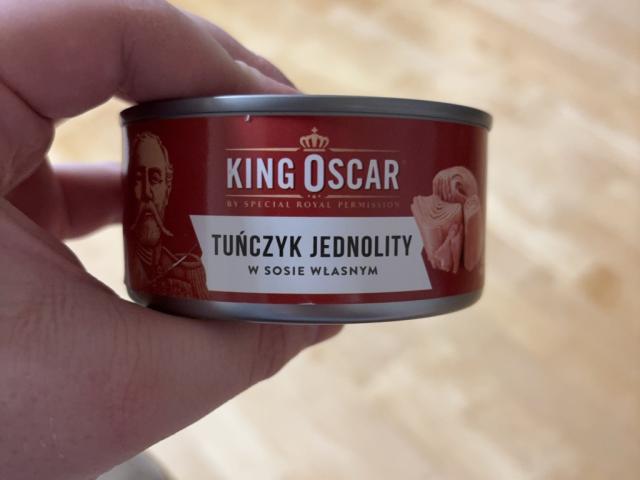 KING OSCAR
BY SPECIAL ROYAL PERMISSION
TUŃCZYK JEDNOLITY
W SOSIE WŁASNYM